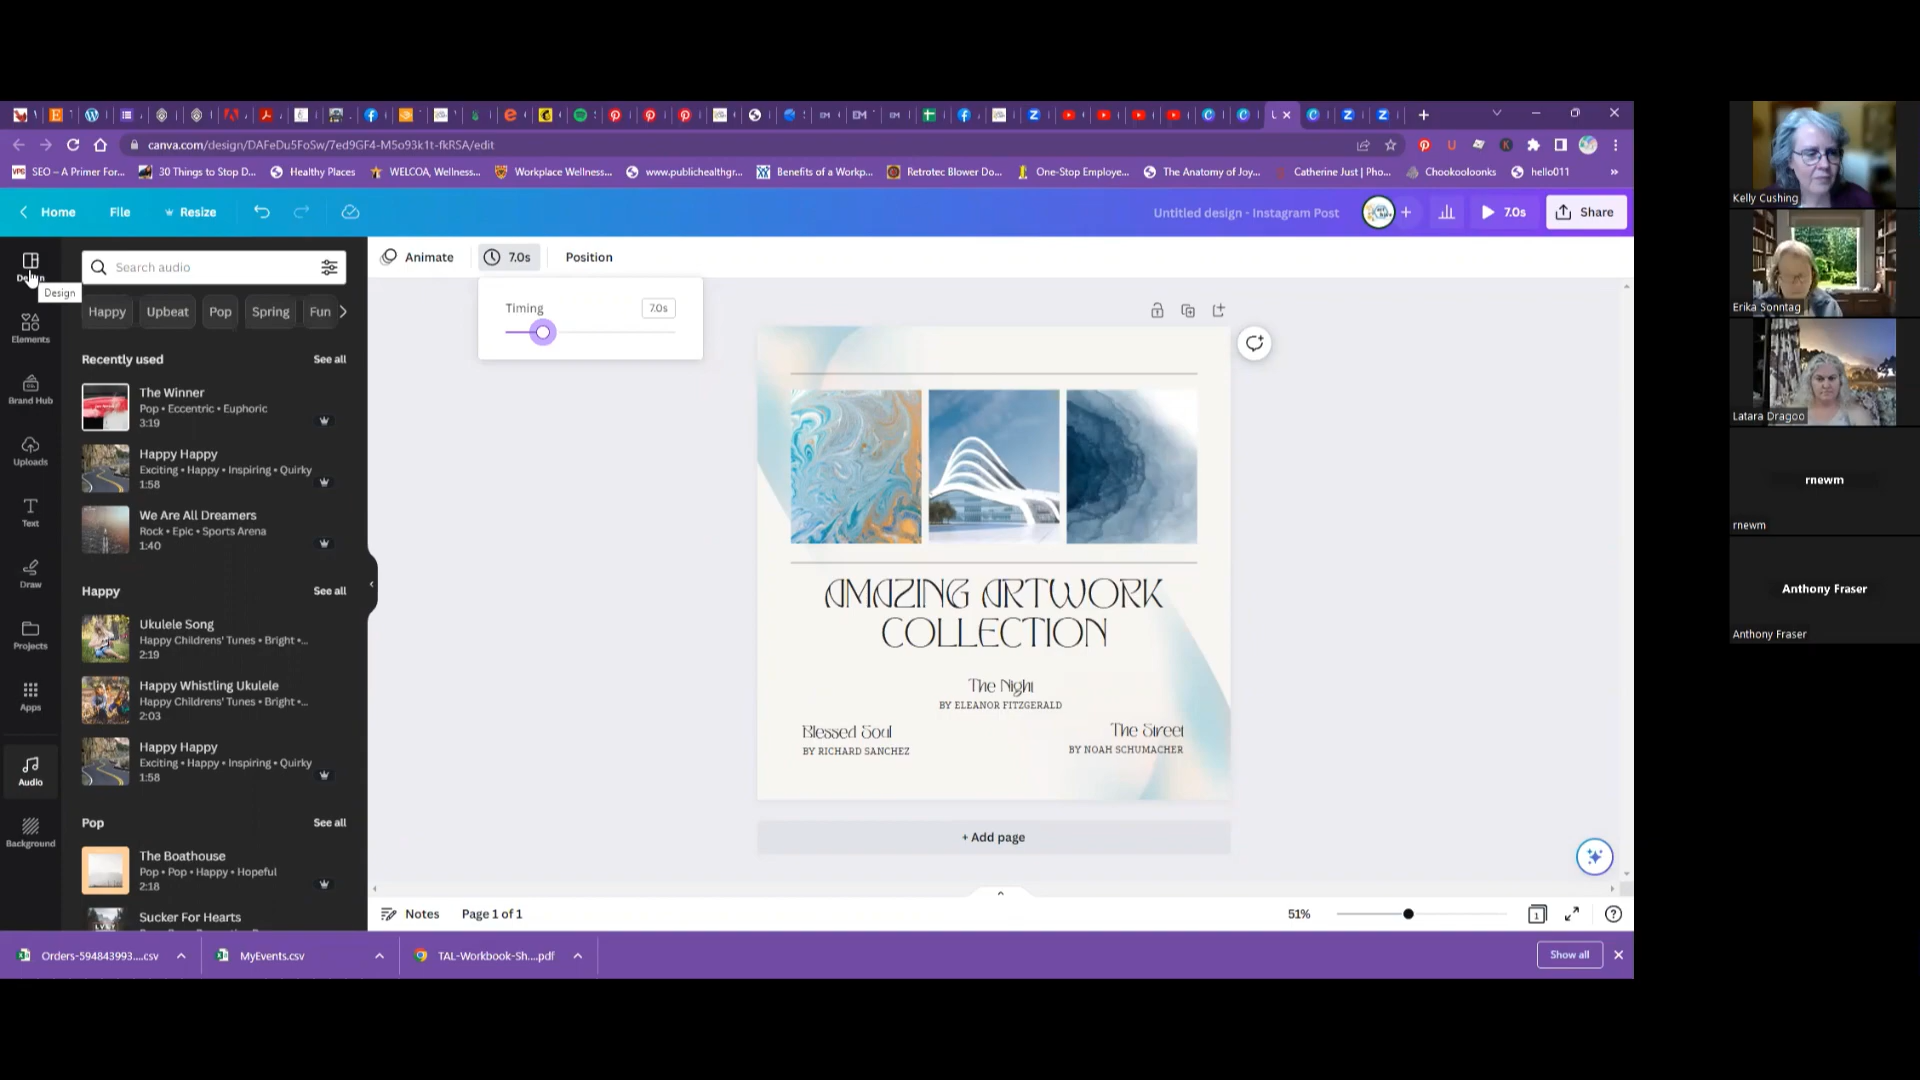 canva.com/design/DAFeDu5FoSw/7ed9GF4-M5o93k1t-fkRSA/edit
SEO – A Primer For...
30 Things to Stop D...
Healthy Places
WELCOA, Wellness...
Workplace Wellness...
www.publichealthgr...
Benefits of a Workp...
Retrotec Blower Do...
One-Stop Employe...
The Anatomy of Joy...
Catherine Just | Pho...
Chookooloonks
hello011
Home
File
Resize
Untitled design - Instagram Post
7.0s
Share
Design
Elements
Brand Hub
Uploads
Text
Draw
Projects
Apps
Audio
Background
Search audio
Happy
Upbeat
Pop
Spring
Fun
Recently used
See all
The Winner
Pop • Eccentric • Euphoric
3:19
Happy Happy
Exciting • Happy • Inspiring • Quirky
1:58
We Are All Dreamers
Rock • Epic • Sports Arena
1:40
Happy
See all
Ukulele Song
Happy Childrens' Tunes • Bright •...
2:19
Happy Whistling Ukulele
Happy Childrens' Tunes • Bright •...
2:03
Happy Happy
Exciting • Happy • Inspiring • Quirky
1:58
Pop
See all
The Boathouse
Pop • Pop • Happy • Hopeful
2:18
Sucker For Hearts
Animate
7.0s
Position
Timing
7.0s
AMAZING ARTWORK
COLLECTION
The Night
BY ELEANOR FITZGERALD
Blessed Soul
BY RICHARD SANCHEZ
The Street
BY NOAH SCHUMACHER
+ Add page
Notes
Page 1 of 1
51%
1
Orders-594843993....csv
MyEvents.csv
TAL-Workbook-Sh....pdf
Show all
Kelly Cushing
Erika Sonntag
Latara Dragoo
rnewm
rnewm
Anthony Fraser
Anthony Fraser